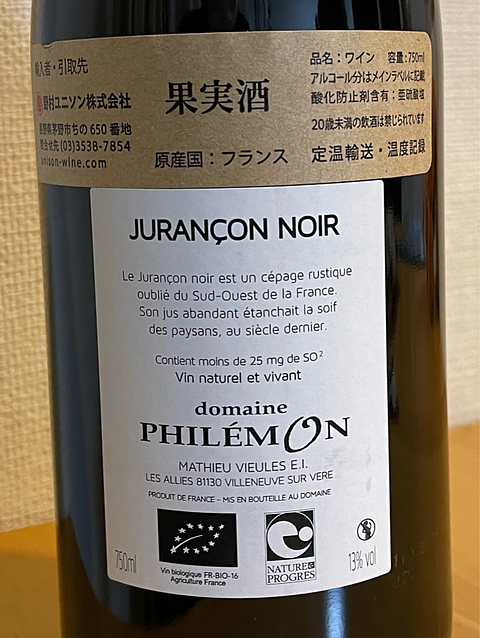 輸入者・引取先
野村ユニソン株式会社
長野県茅野市ちの650番地
問合せ先(03)3538-7854
unison-wine.com
果実酒
原産国：フランス
品名：ワイン 容量：750ml
アルコール分はメインラベルに記載
酸化防止剤含有：亜硫酸塩
20歳未満の飲酒は禁じられています
定温輸送・温度記録
JURANÇON NOIR
Le Jurançon noir est un cépage rustique
oublié du Sud-Ouest de la France.
Son jus abandant étanchait la soif
des paysans, au siècle dernier.
Contient moins de 25 mg de SO²
Vin naturel et vivant
domaine
PHILÉMON
MATHIEU VIEULES E.I.
LES ALLIES 81130 VILLENEUVE SUR VERE
PRODUIT DE FRANCE - MIS EN BOUTEILLE AU DOMAINE
750ml
Vin biologique FR-BIO-16
Agriculture France
NATURE &
PROGRES
13% vol